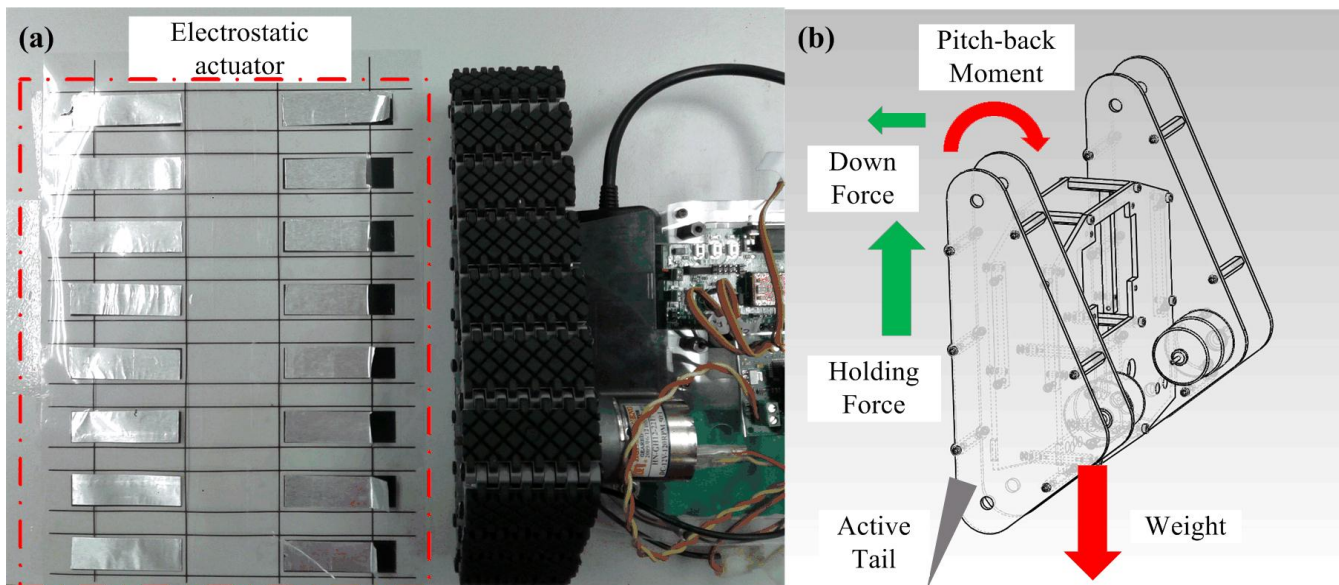 (a)
Electrostatic
actuator
(b)
Pitch-back
Moment
Down
Force
Holding
Force
Active
Tail
Weight